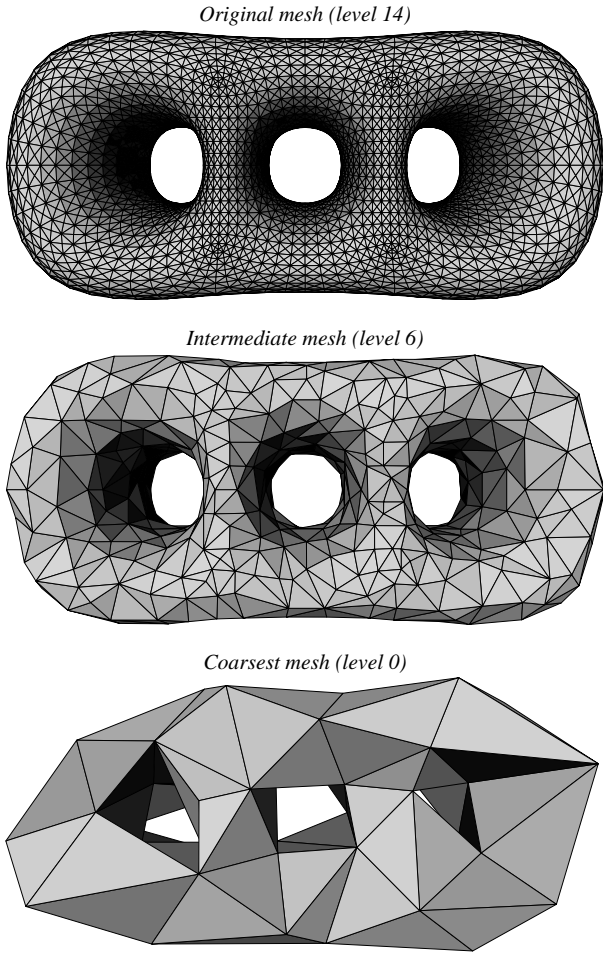 Original mesh (level 14)
Intermediate mesh (level 6)
Coarsest mesh (level 0)